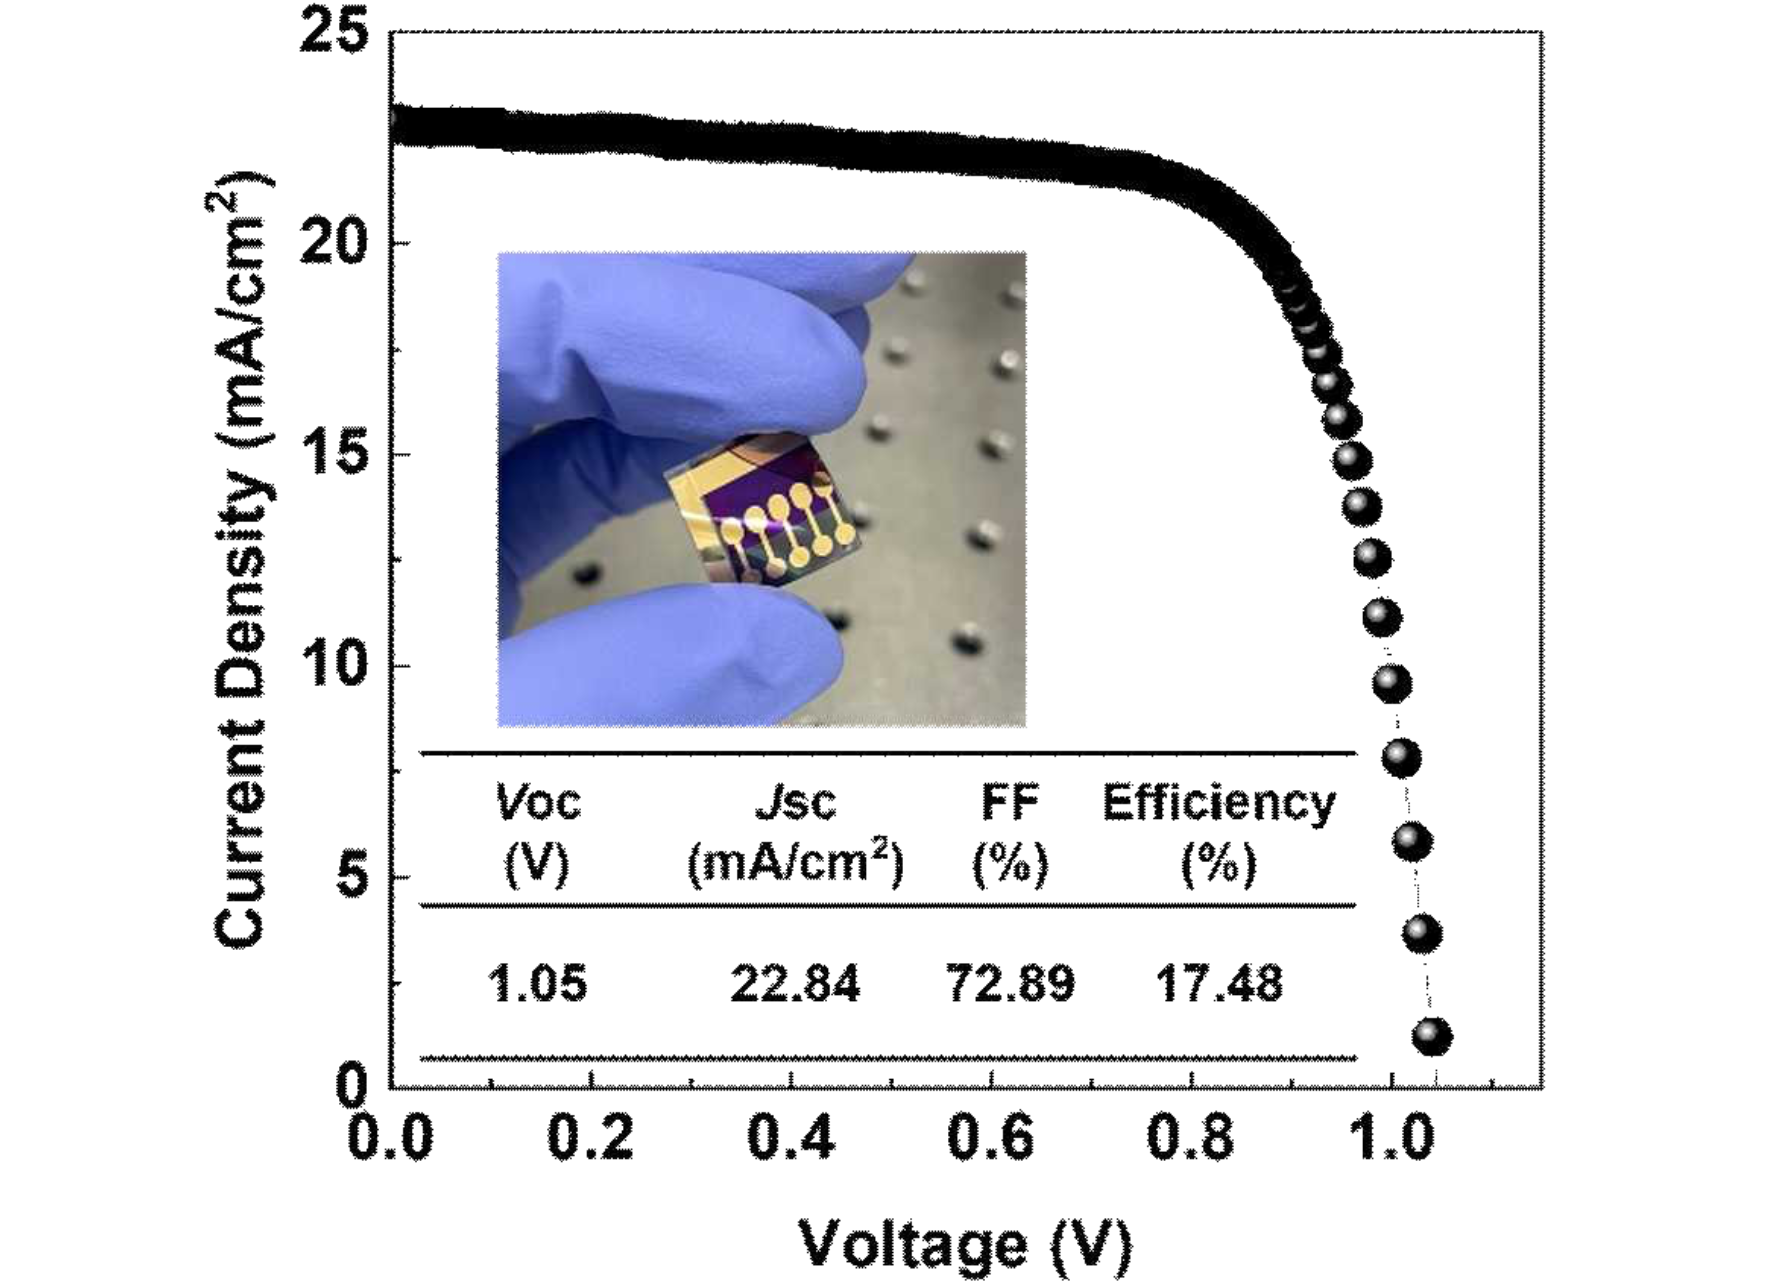 25
20
15
10
5
0
Current Density (mA/cm²)
Voc Jsc FF Efficiency
(V) (mA/cm²) (%) (%)
1.05 22.84 72.89 17.48
0.0 0.2 0.4 0.6 0.8 1.0
Voltage (V)